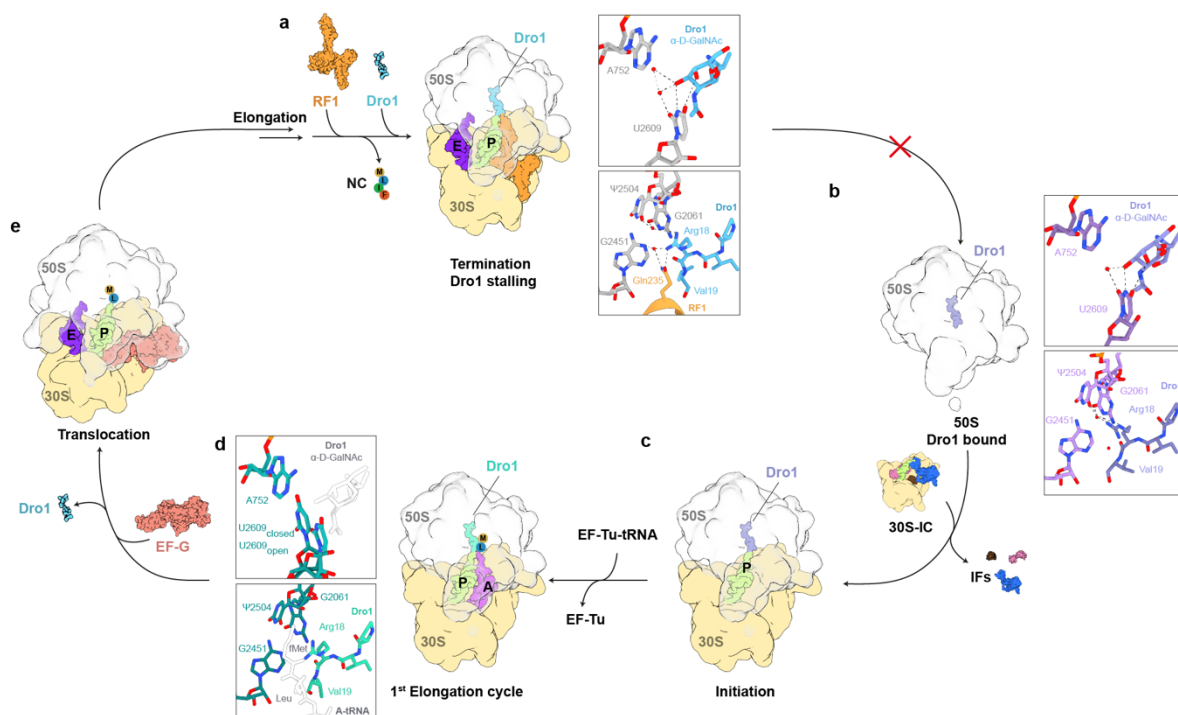 a
50S
RF1
Dro1
Elongation
NC
M
L
I
F
Dro1
E
P
30S
Termination
Dro1 stalling
Dro1
α-D-GalNAc
A752
U2609
Ψ2504
G2061
Dro1
Arg18
G2451
Gln235
Val19
RF1
b
50S
Dro1
50S
Dro1 bound
Dro1
α-D-GalNAc
A752
U2609
Ψ2504
G2061
Dro
Arg18
G2451
Val19
30S-IC
IFs
c
50S
Dro1
P
30S
Initiation
EF-Tu-tRNA
EF-Tu
d
50S
Dro1
M
L
P
A
30S
1st Elongation cycle
Dro1
α-D-GalNAc
A752
U2609closed
U2609open
Ψ2504
G2061
Dro1
Arg18
G2451
fMet
Leu
Val19
A-tRNA
e
50S
M
L
E
P
30S
Translocation
Dro1
EF-G